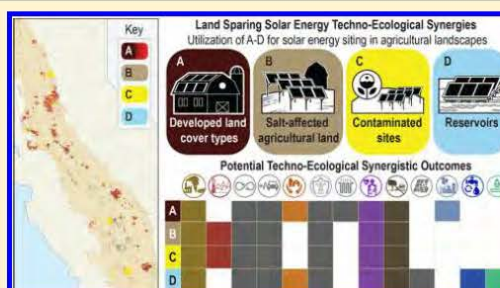 Key
A
B
C
D
Land Sparing Solar Energy Techno-Ecological Synergies
Utilization of A-D for solar energy siting in agricultural landscapes
A
Developed land
cover types
B
Salt-affected
agricultural land
C
Contaminated
sites
D
Reservoirs
Potential Techno-Ecological Synergistic Outcomes
A
B
C
D